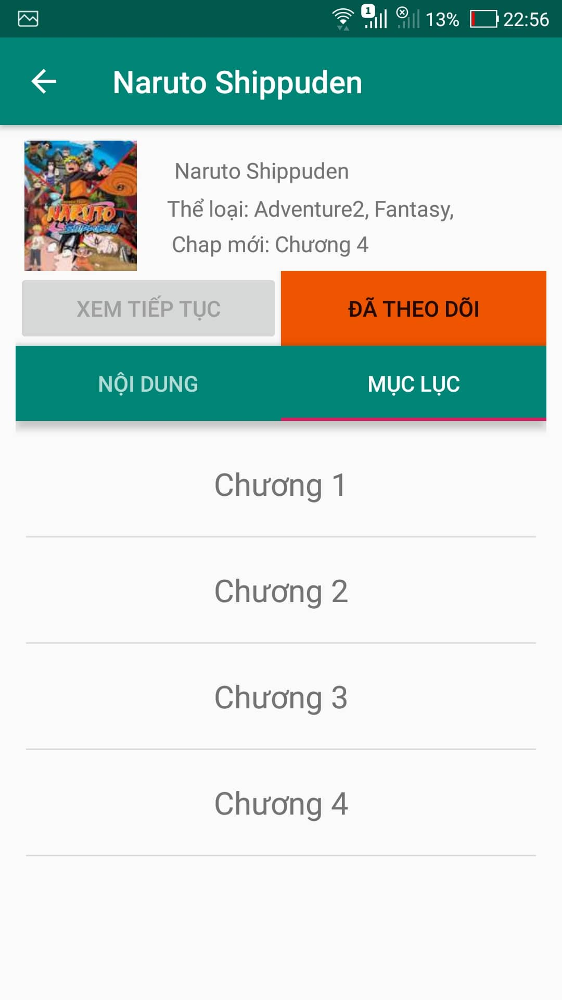 1 13% 22:56
Naruto Shippuden
NARUTO
SHIPPUDEN
Naruto Shippuden
Thể loại: Adventure2, Fantasy,
Chap mới: Chương 4
XEM TIẾP TỤC
ĐÃ THEO DÕI
NỘI DUNG
MỤC LỤC
Chương 1
Chương 2
Chương 3
Chương 4